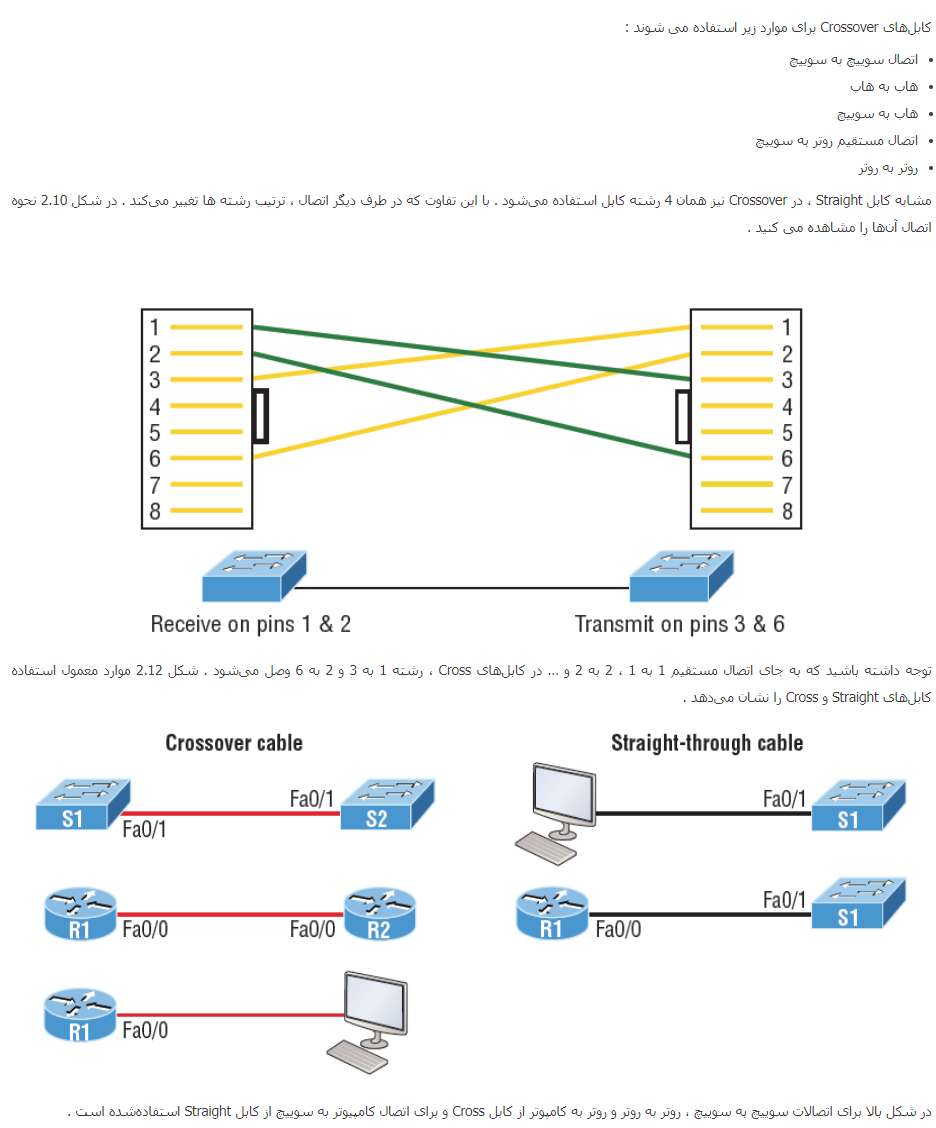 کابل‌های Crossover برای موارد زیر استفاده می شوند :
• اتصال سوییچ به سوییچ
• هاب به هاب
• هاب به سوییچ
• اتصال مستقیم روتر به سوییچ
• روتر به روتر
مشابه کابل Straight ، در Crossover نیز همان 4 رشته کابل استفاده می‌شود . با این تفاوت که در طرف دیگر اتصال ، ترتیب رشته ها تغییر می‌کند . در شکل 2.10 نحوه
اتصال آن‌ها را مشاهده می کنید .
1 1
2 2
3 3
4 4
5 5
6 6
7 7
8 8
Receive on pins 1 & 2 Transmit on pins 3 & 6
توجه داشته باشید که به جای اتصال مستقیم 1 به 1 ، 2 به 2 و ... در کابل‌های Cross ، رشته 1 به 3 و 2 به 6 وصل می‌شود . شکل 2.12 موارد معمول استفاده
کابل‌های Straight و Cross را نشان می‌دهد .
Crossover cable
S1 Fa0/1 Fa0/1 S2
R1 Fa0/0 Fa0/0 R2
R1 Fa0/0
Straight-through cable
Fa0/1 S1
R1 Fa0/0 Fa0/1 S1
در شکل بالا برای اتصالات سوییچ به سوییچ ، روتر به روتر و روتر به کامپوتر از کابل Cross و برای اتصال کامپیوتر به سوییچ از کابل Straight استفاده‌شده است .